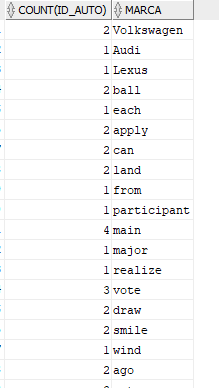 COUNT(ID_AUTO) MARCA
2 Volkswagen
1 Audi
1 Lexus
2 ball
1 each
2 apply
2 can
2 land
1 from
1 participant
4 main
1 major
1 realize
3 vote
2 draw
2 smile
1 wind
2 ago